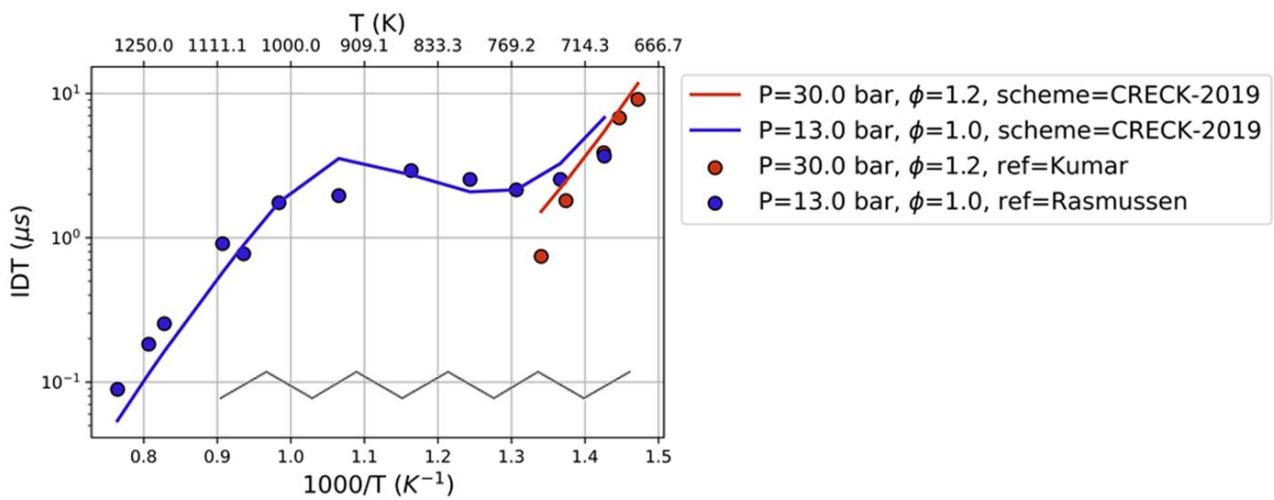 T (K)
1250.0 1111.1 1000.0 909.1 833.3 769.2 714.3 666.7
10¹
10⁰
10⁻¹
IDT (μs)
0.8 0.9 1.0 1.1 1.2 1.3 1.4 1.5
1000/T (K⁻¹)
P=30.0 bar, ϕ=1.2, scheme=CRECK-2019
P=13.0 bar, ϕ=1.0, scheme=CRECK-2019
P=30.0 bar, ϕ=1.2, ref=Kumar
P=13.0 bar, ϕ=1.0, ref=Rasmussen